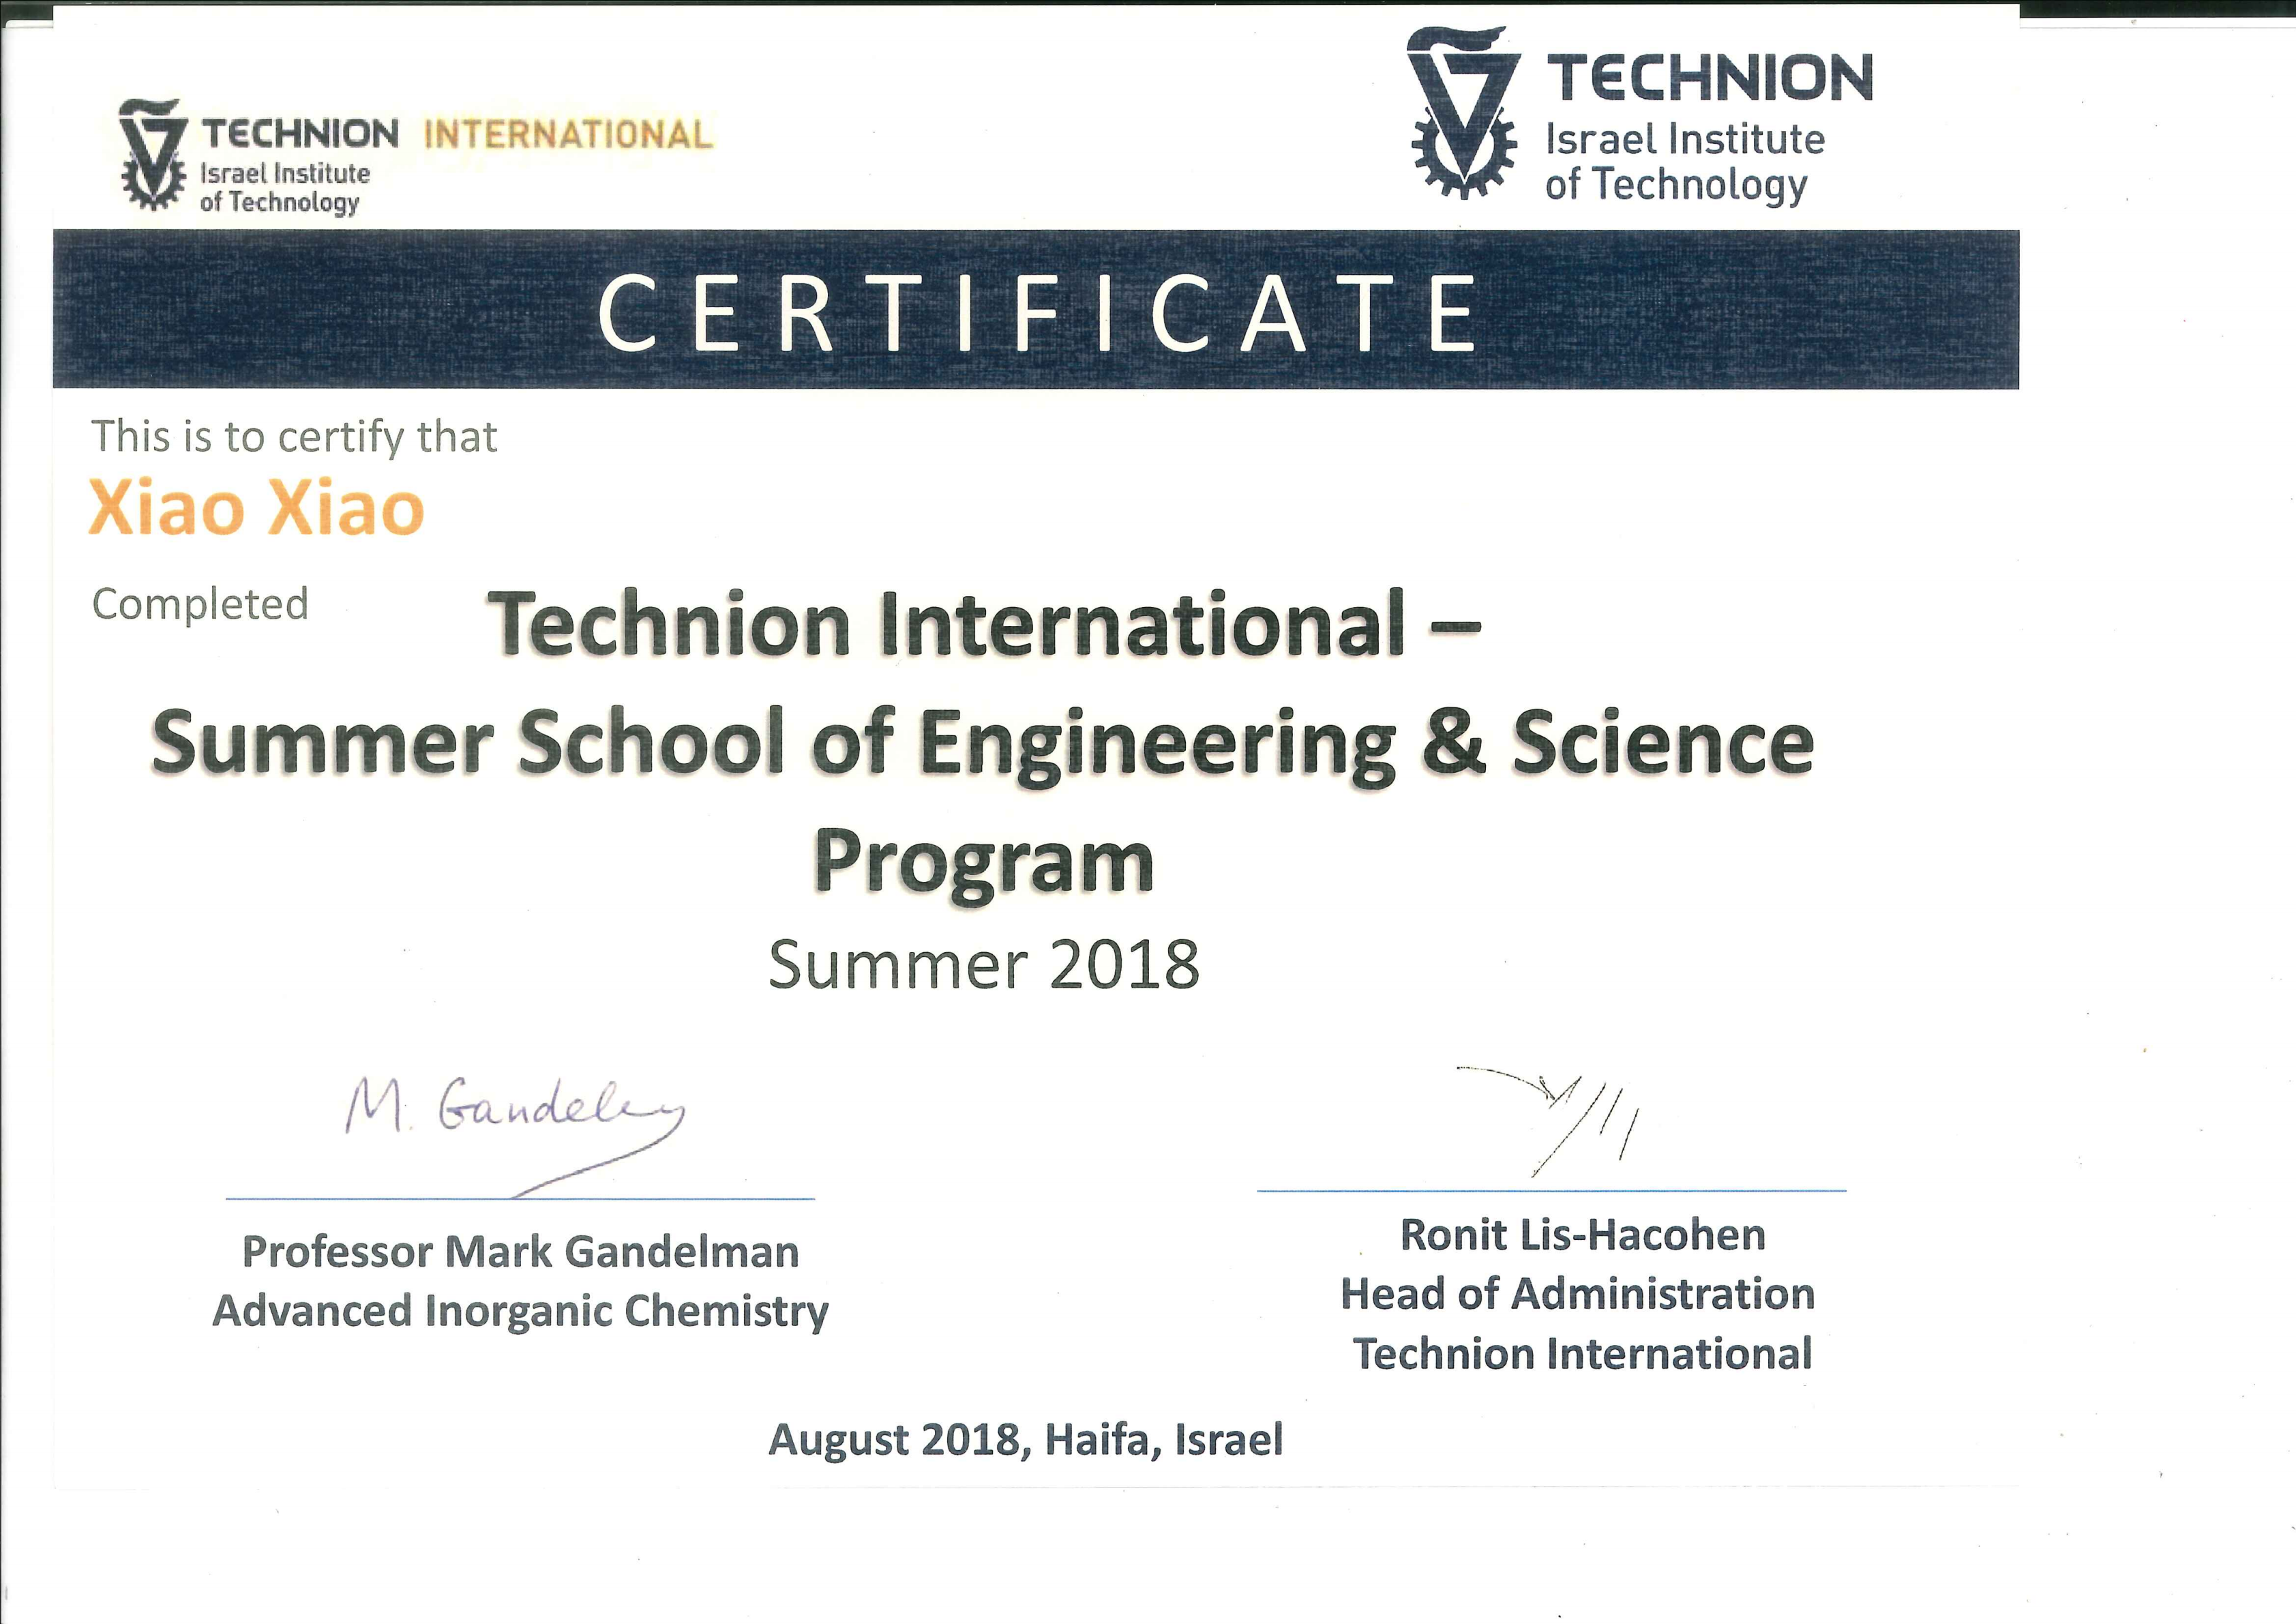 TECHNION INTERNATIONAL
Israel Institute
of Technology
TECHNION
Israel Institute
of Technology
CERTIFICATE
This is to certify that
Xiao Xiao
Completed
Technion International –
Summer School of Engineering & Science
Program
Summer 2018
M. Gandelman
Professor Mark Gandelman
Advanced Inorganic Chemistry
Ronit Lis-Hacohen
Head of Administration
Technion International
August 2018, Haifa, Israel